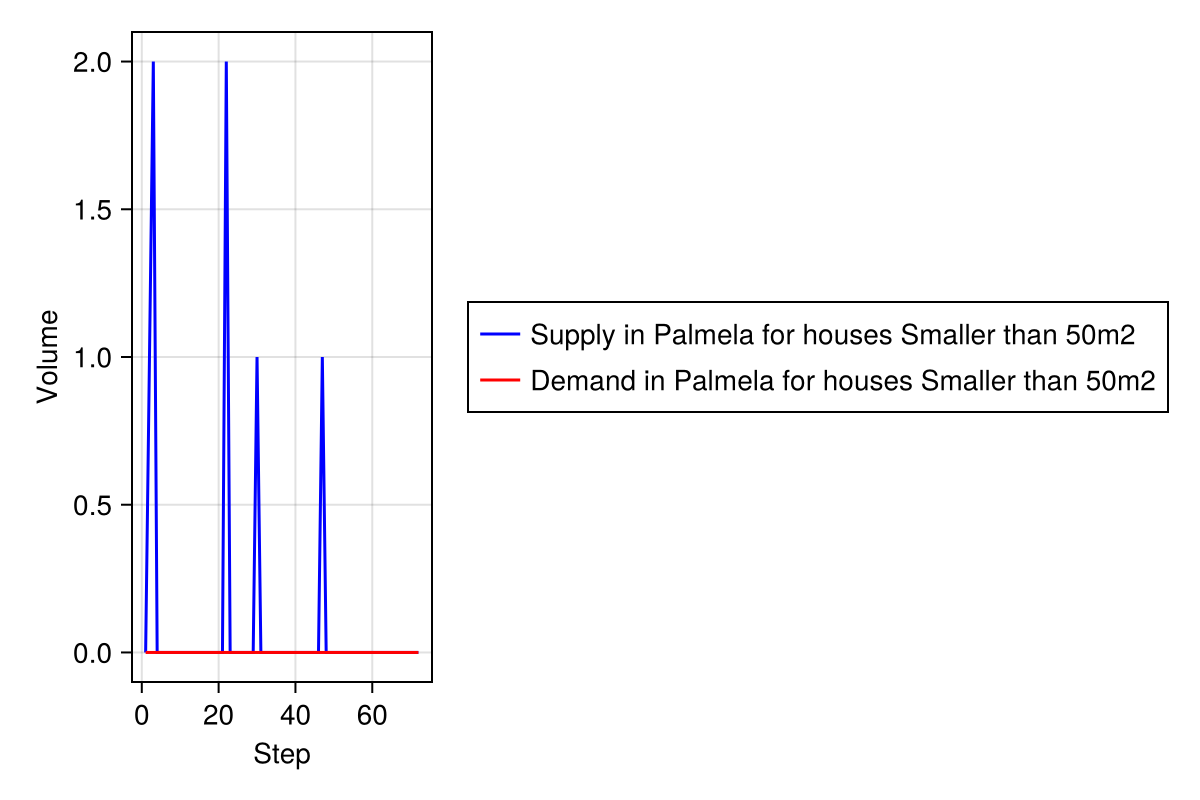 2.0
1.5
1.0
0.5
0.0
Volume
0 20 40 60
Step
Supply in Palmela for houses Smaller than 50m2
Demand in Palmela for houses Smaller than 50m2